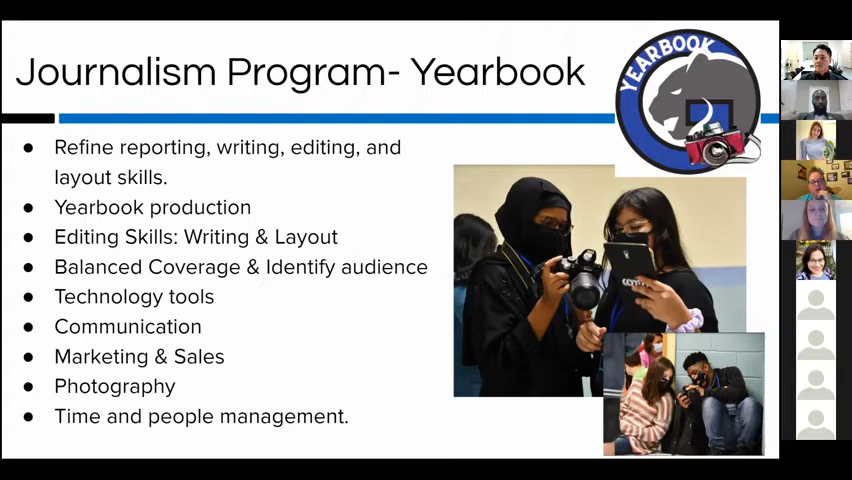 Journalism Program- Yearbook
YEARBOOK
● Refine reporting, writing, editing, and
layout skills.
● Yearbook production
● Editing Skills: Writing & Layout
● Balanced Coverage & Identify audience
● Technology tools
● Communication
● Marketing & Sales
● Photography
● Time and people management.